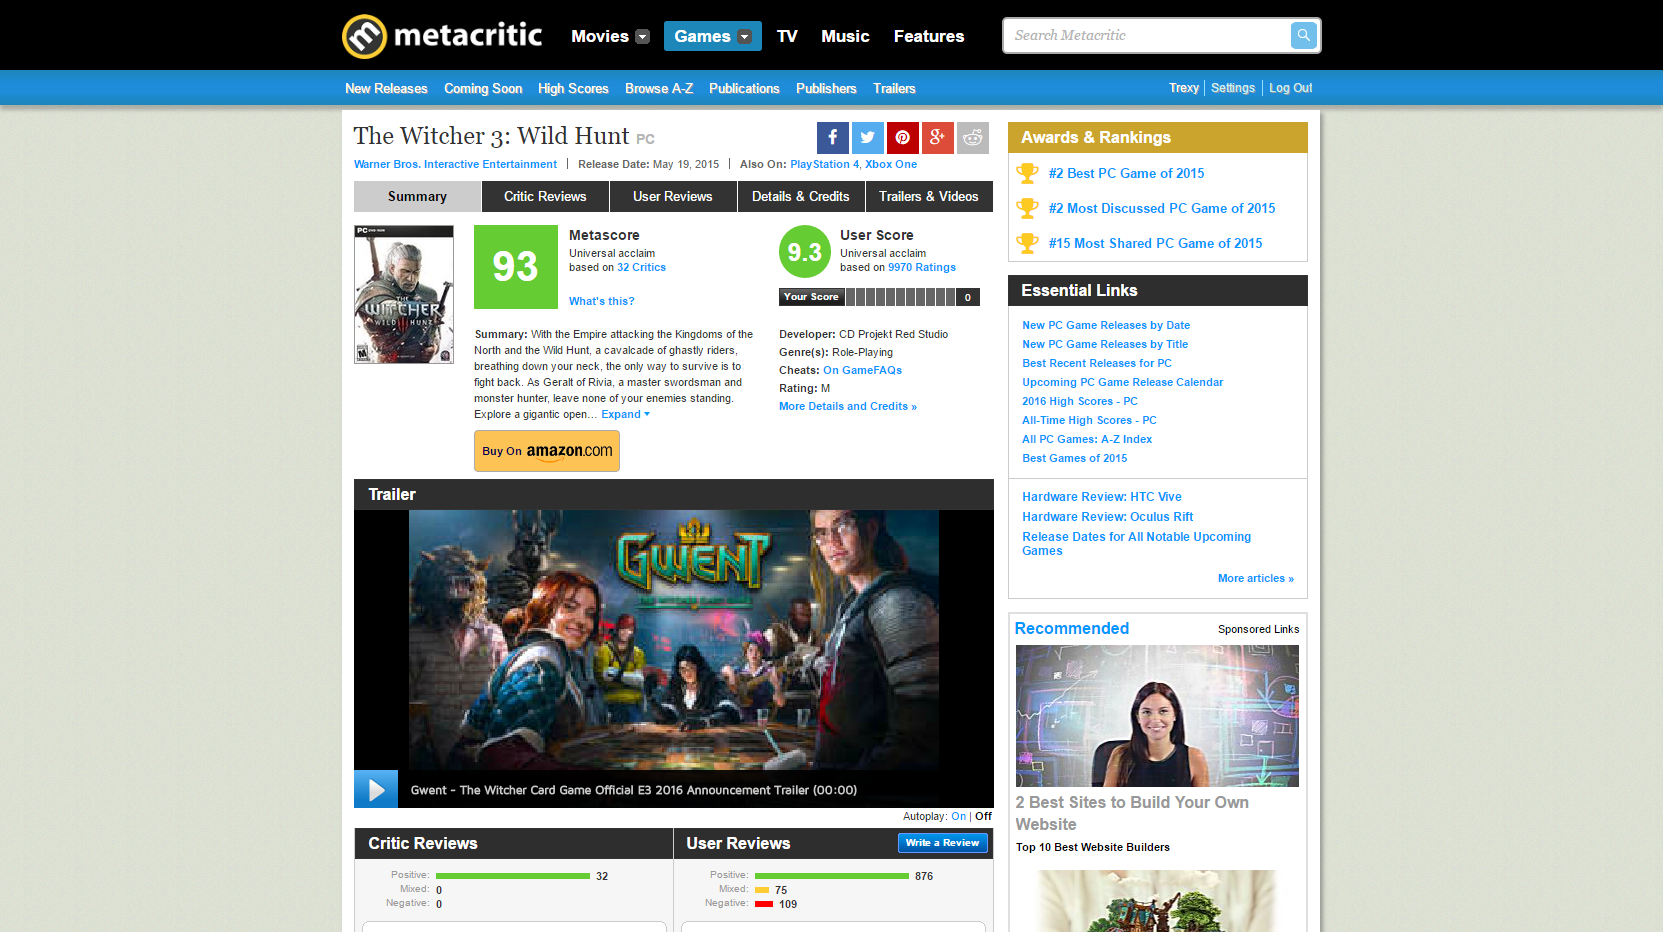 metacritic
Movies Games TV Music Features
Search Metacritic
New Releases Coming Soon High Scores Browse A-Z Publications Publishers Trailers
Trexy Settings Log Out
The Witcher 3: Wild Hunt PC
Warner Bros. Interactive Entertainment Release Date: May 19, 2015 Also On: PlayStation 4, Xbox One
Summary Critic Reviews User Reviews Details & Credits Trailers & Videos
PC
THE
WITCHER
WILD HUNT
M
93
Metascore
Universal acclaim
based on 32 Critics
What's this?
9.3
User Score
Universal acclaim
based on 9970 Ratings
Your Score 0
Summary: With the Empire attacking the Kingdoms of the
North and the Wild Hunt, a cavalcade of ghastly riders,
breathing down your neck, the only way to survive is to
fight back. As Geralt of Rivia, a master swordsman and
monster hunter, leave none of your enemies standing.
Explore a gigantic open… Expand
Developer: CD Projekt Red Studio
Genre(s): Role-Playing
Cheats: On GameFAQs
Rating: M
More Details and Credits »
Buy On amazon.com
Trailer
GWENT
THE WITCHER CARD GAME
Gwent - The Witcher Card Game Official E3 2016 Announcement Trailer (00:00)
Autoplay: On | Off
Critic Reviews
Positive: 32
Mixed: 0
Negative: 0
User Reviews
Write a Review
Positive: 876
Mixed: 75
Negative: 109
Awards & Rankings
#2 Best PC Game of 2015
#2 Most Discussed PC Game of 2015
#15 Most Shared PC Game of 2015
Essential Links
New PC Game Releases by Date
New PC Game Releases by Title
Best Recent Releases for PC
Upcoming PC Game Release Calendar
2016 High Scores - PC
All-Time High Scores - PC
All PC Games: A-Z Index
Best Games of 2015
Hardware Review: HTC Vive
Hardware Review: Oculus Rift
Release Dates for All Notable Upcoming
Games
More articles »
Recommended
Sponsored Links
2 Best Sites to Build Your Own
Website
Top 10 Best Website Builders